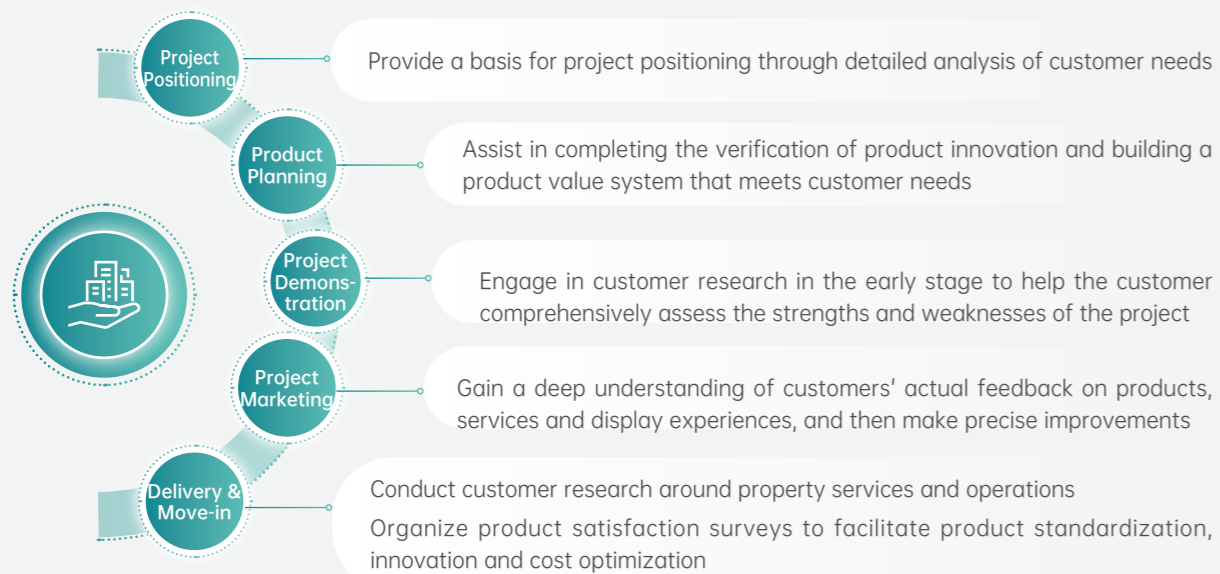 Project
Positioning
Provide a basis for project positioning through detailed analysis of customer needs
Product
Planning
Assist in completing the verification of product innovation and building a
product value system that meets customer needs
Project
Demons-
tration
Engage in customer research in the early stage to help the customer
comprehensively assess the strengths and weaknesses of the project
Project
Marketing
Gain a deep understanding of customers' actual feedback on products,
services and display experiences, and then make precise improvements
Delivery &
Move-in
Conduct customer research around property services and operations
Organize product satisfaction surveys to facilitate product standardization,
innovation and cost optimization